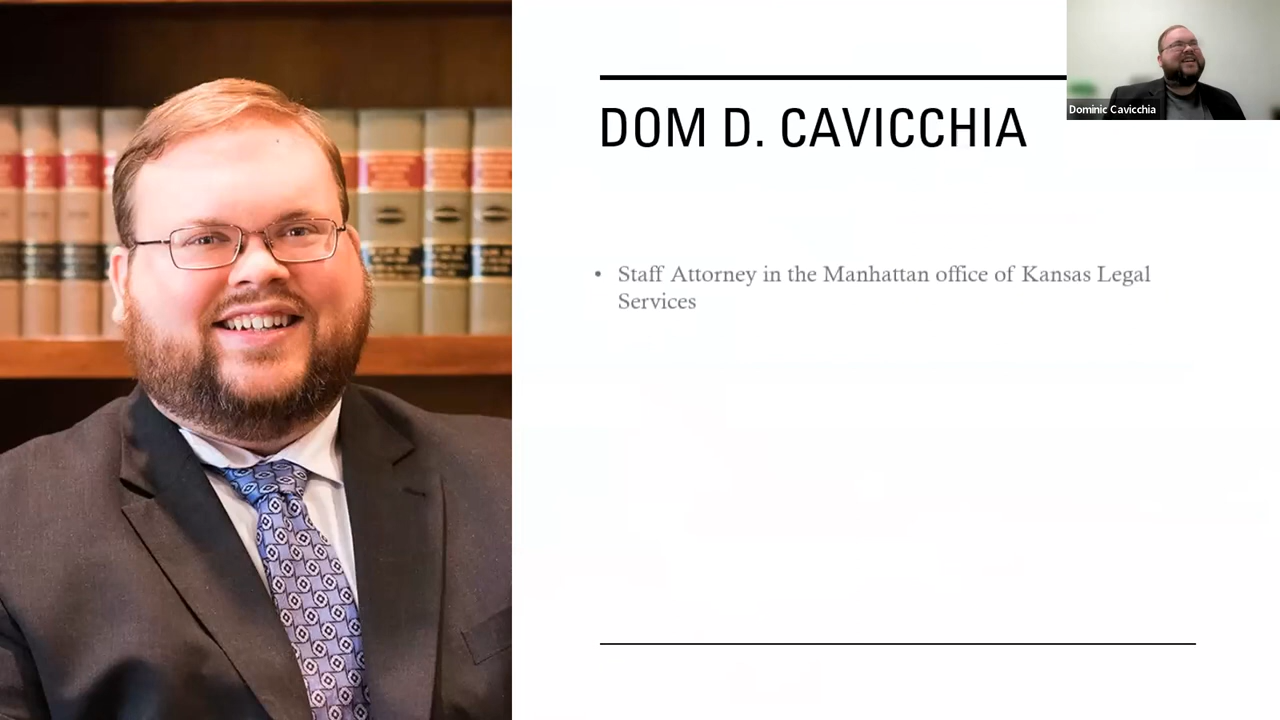 DOM D. CAVICCHIA
Dominic Cavicchia
• Staff Attorney in the Manhattan office of Kansas Legal
Services